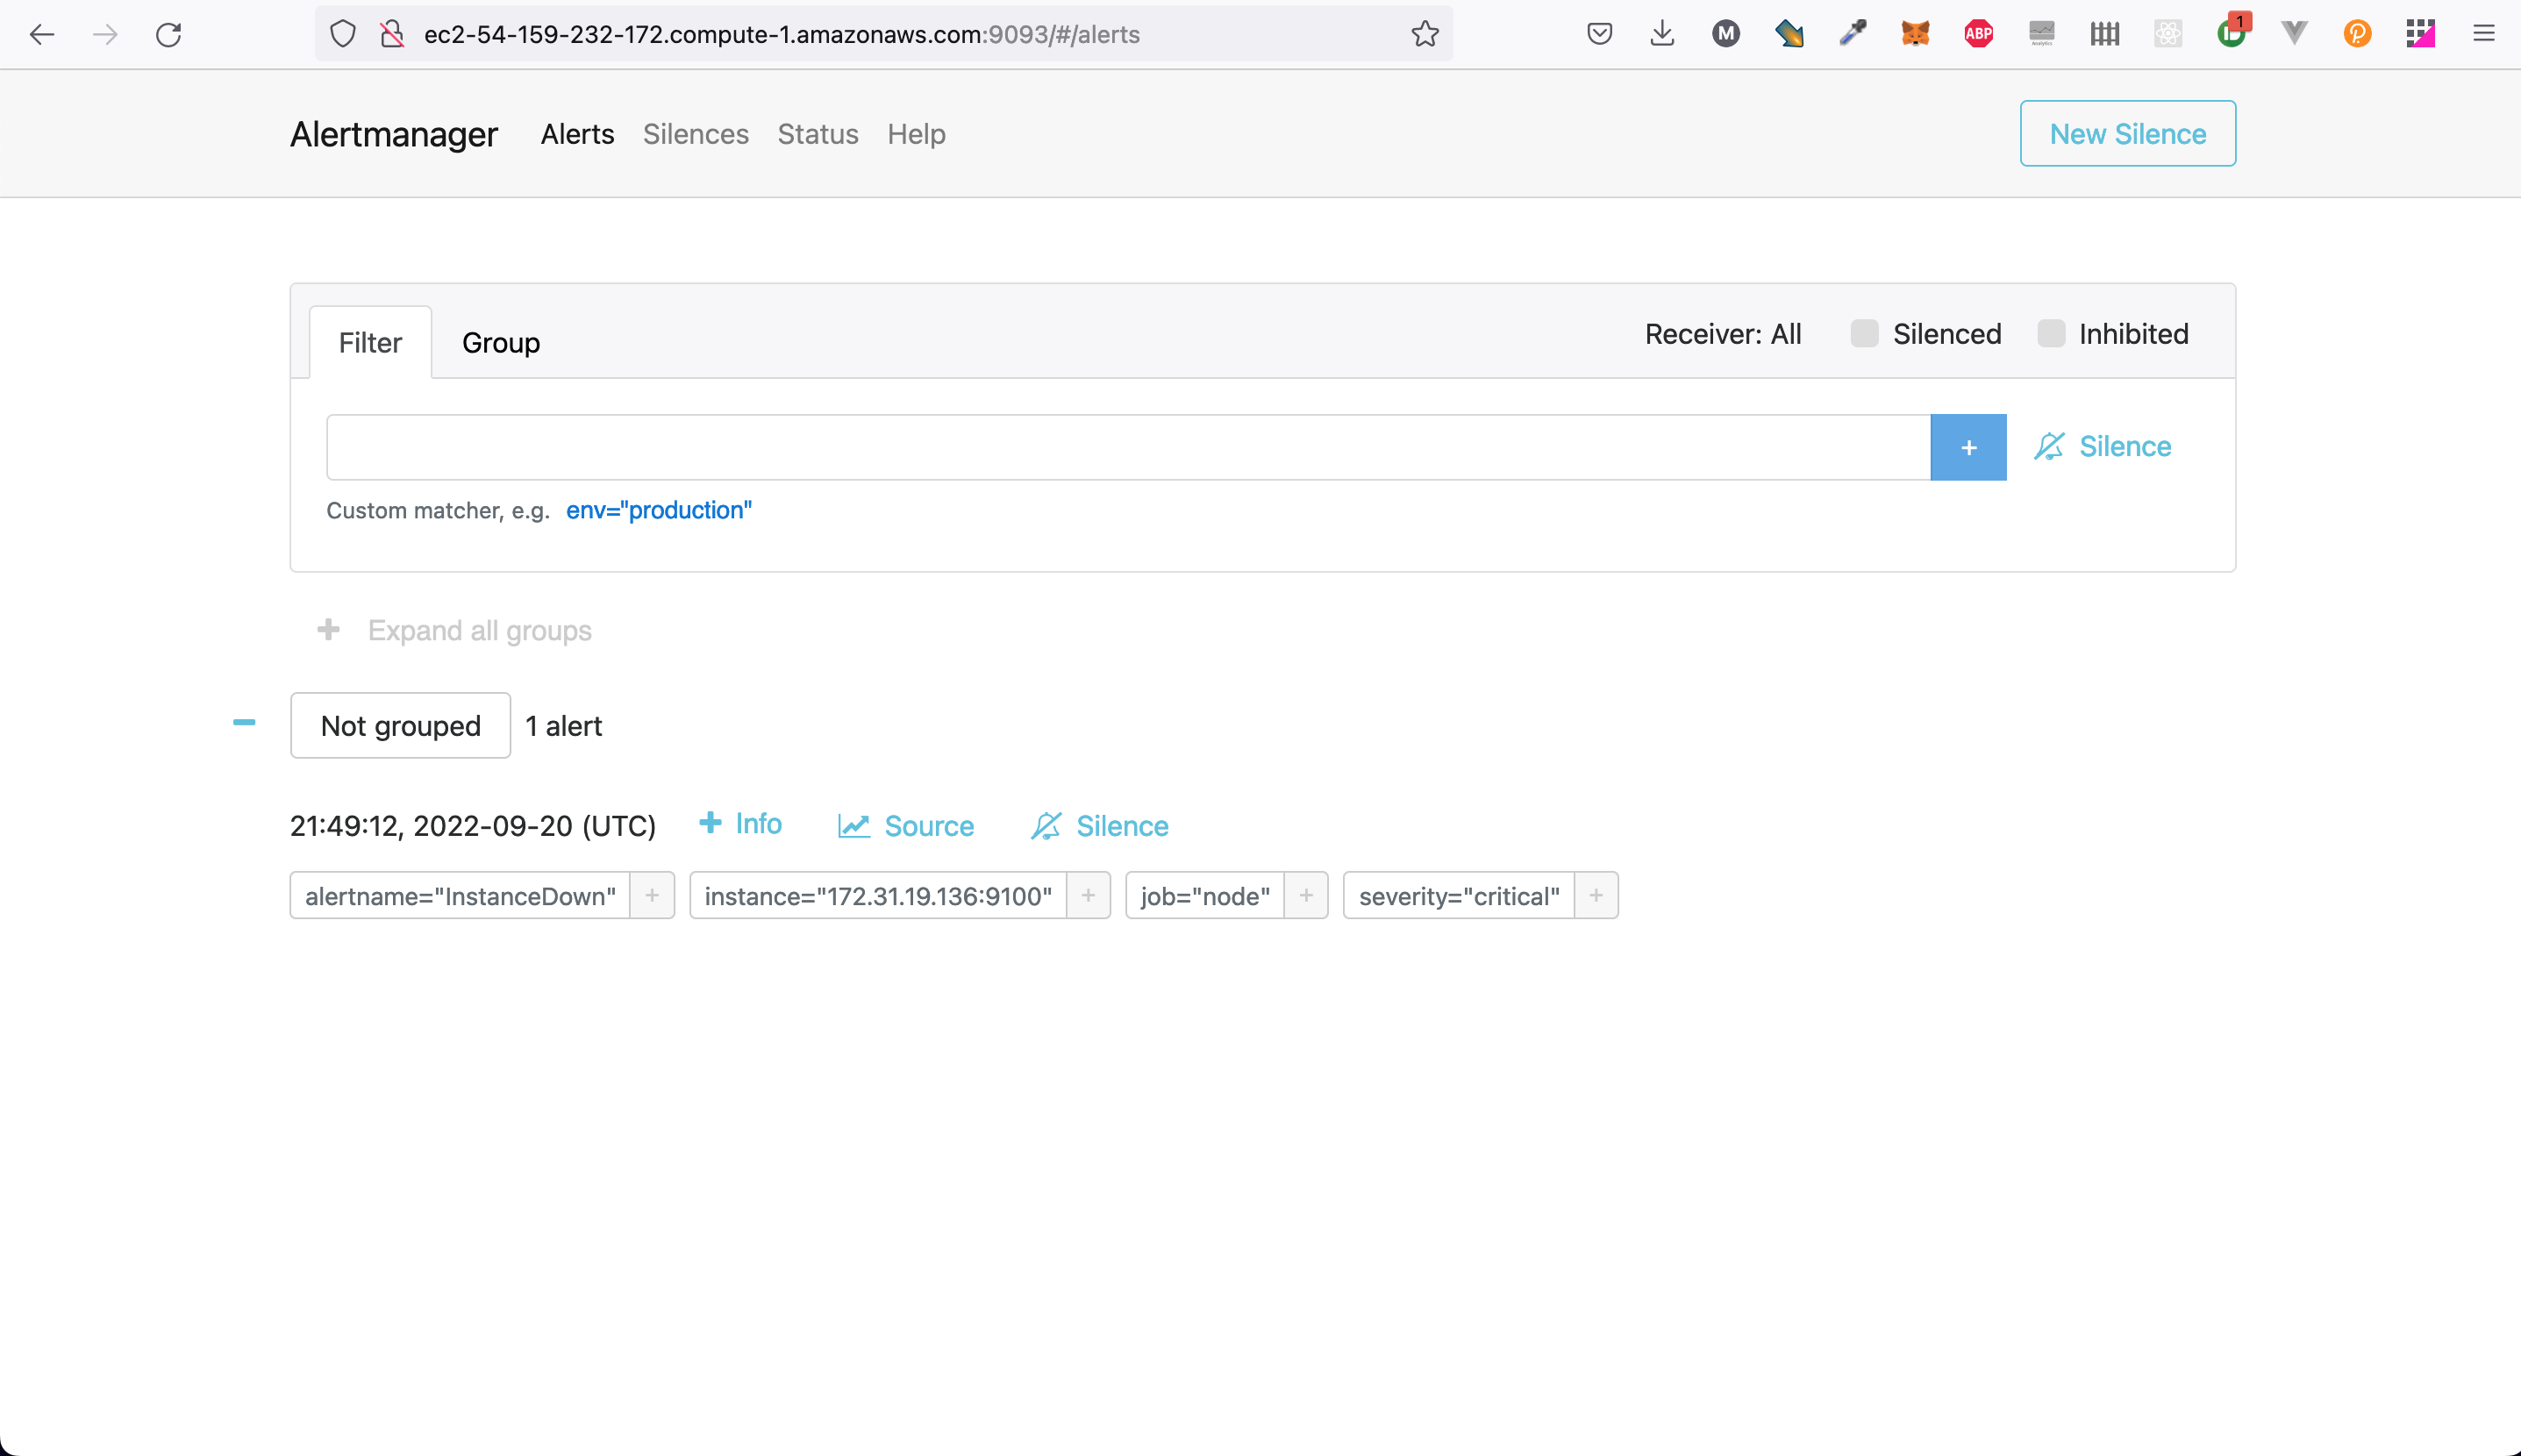 ec2-54-159-232-172.compute-1.amazonaws.com:9093/#/alerts
M
ABP
Analytics
1
Alertmanager Alerts Silences Status Help New Silence
Filter Group Receiver: All Silenced Inhibited
+ Silence
Custom matcher, e.g. env="production"
+ Expand all groups
− Not grouped 1 alert
21:49:12, 2022-09-20 (UTC) + Info Source Silence
alertname="InstanceDown" + instance="172.31.19.136:9100" + job="node" + severity="critical" +